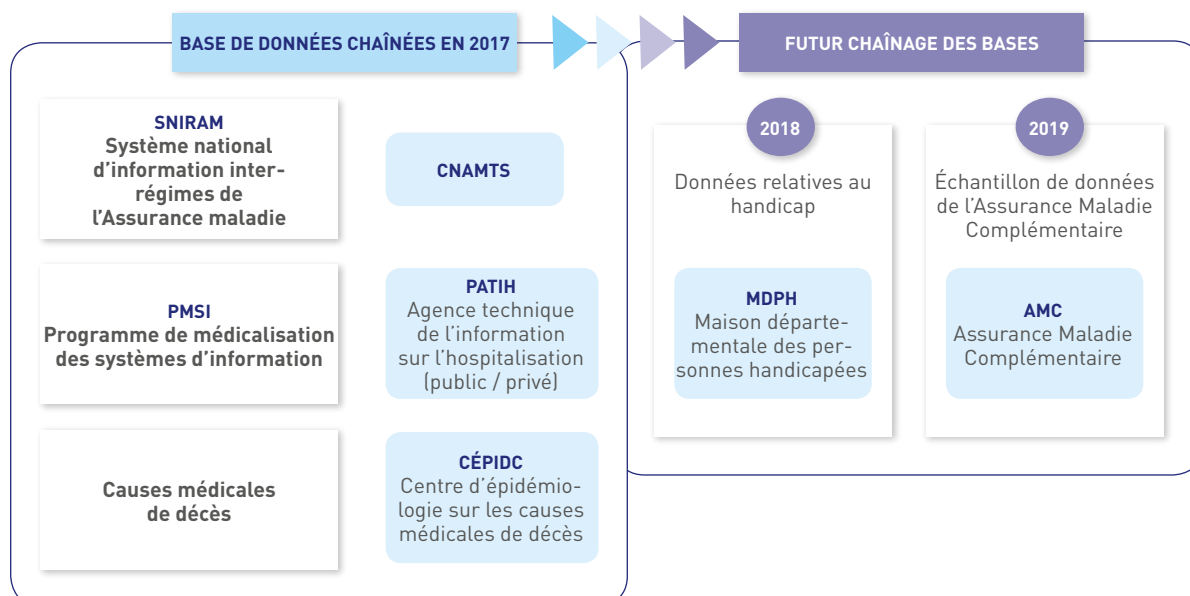 BASE DE DONNÉES CHAÎNÉES EN 2017
SNIRAM
Système national
d'information inter-
régimes de
l'Assurance maladie
CNAMTS
PMSI
Programme de médicalisation
des systèmes d'information
PATIH
Agence technique
de l'information
sur l'hospitalisation
(public / privé)
Causes médicales
de décès
CÉPIDC
Centre d'épidémio-
logie sur les causes
médicales de décès
FUTUR CHAÎNAGE DES BASES
2018
Données relatives au
handicap
MDPH
Maison départe-
mentale des per-
sonnes handicapées
2019
Échantillon de données
de l'Assurance Maladie
Complémentaire
AMC
Assurance Maladie
Complémentaire